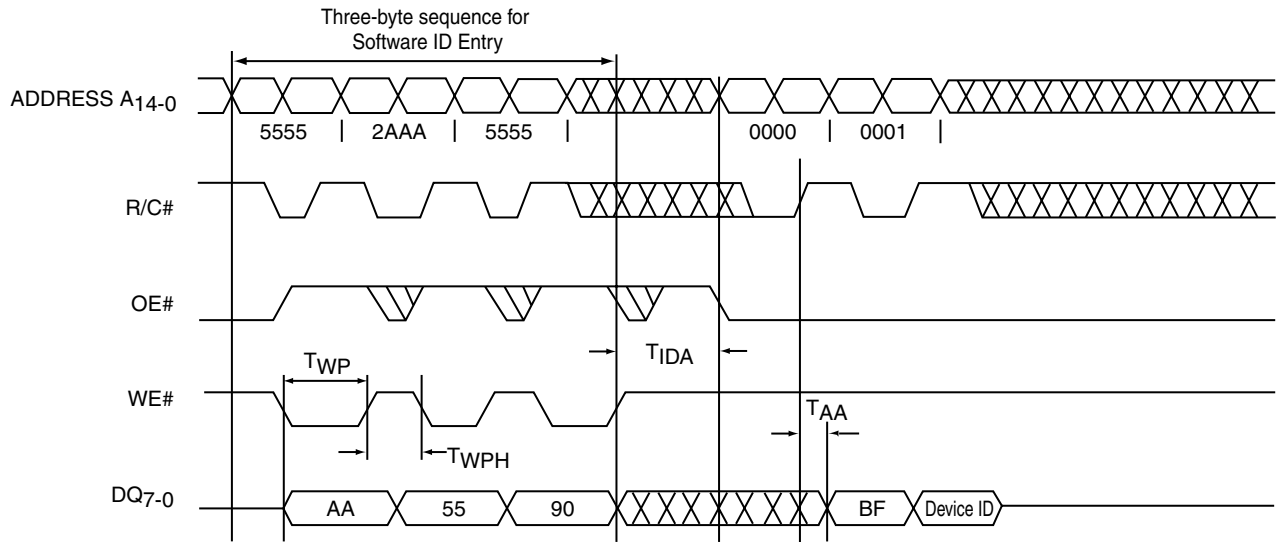 Three-byte sequence for
Software ID Entry
ADDRESS A14-0
5555 | 2AAA | 5555 | 0000 | 0001 |
R/C#
OE#
TIDA
TWP
WE#
TAA
TWPH
DQ7-0
AA 55 90 BF Device ID